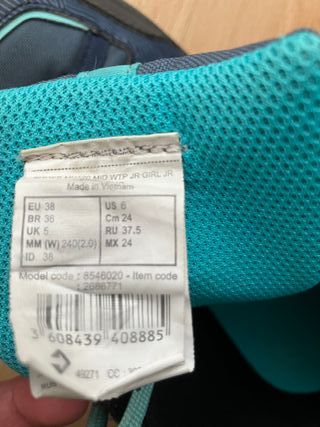 MID WTP JR GIRL JR
Made in Vietnam
EU 38 US 6
BR 36 Cm 24
UK 5 RU 37.5
MM (W) 240(2.0) MX 24
ID 38
Model code : 8546020 - Item code
: 2686771
3 608439 408885
49271 CC :